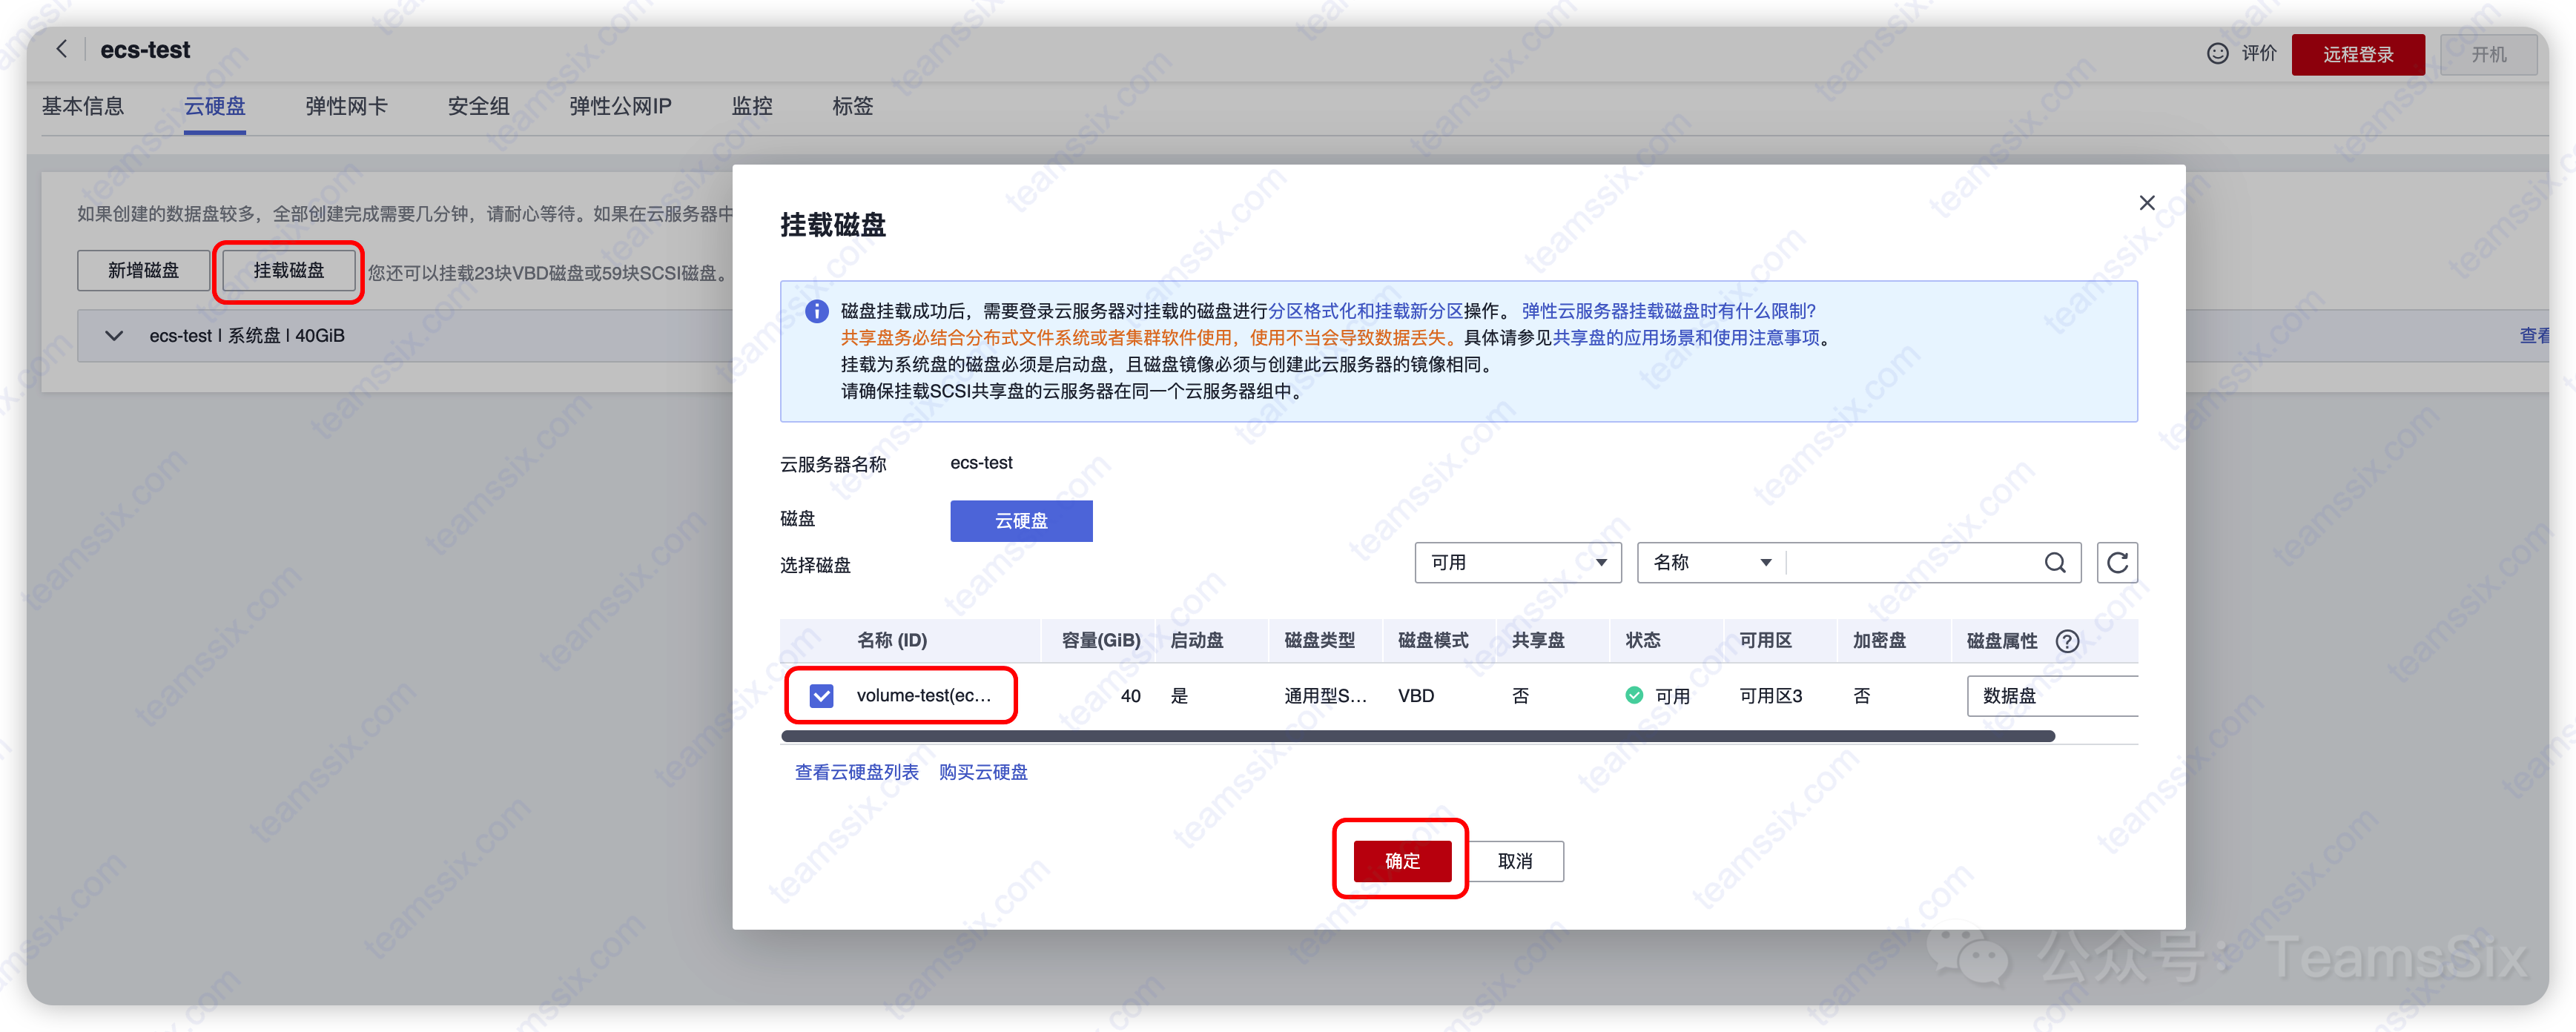 ecs-test
评价
远程登录
开机
基本信息 云硬盘 弹性网卡 安全组 弹性公网IP 监控 标签
如果创建的数据盘较多，全部创建完成需要几分钟，请耐心等待。如果在云服务器中
新增磁盘 挂载磁盘 您还可以挂载23块VBD磁盘或59块SCSI磁盘。
ecs-test | 系统盘 | 40GiB
查看
挂载磁盘
磁盘挂载成功后，需要登录云服务器对挂载的磁盘进行分区格式化和挂载新分区操作。 弹性云服务器挂载磁盘时有什么限制?
共享盘务必结合分布式文件系统或者集群软件使用，使用不当会导致数据丢失。具体请参见共享盘的应用场景和使用注意事项。
挂载为系统盘的磁盘必须是启动盘，且磁盘镜像必须与创建此云服务器的镜像相同。
请确保挂载SCSI共享盘的云服务器在同一个云服务器组中。
云服务器名称 ecs-test
磁盘 云硬盘
选择磁盘 可用 名称
名称 (ID) 容量(GiB) 启动盘 磁盘类型 磁盘模式 共享盘 状态 可用区 加密盘 磁盘属性
volume-test(ec... 40 是 通用型S... VBD 否 可用 可用区3 否 数据盘
查看云硬盘列表 购买云硬盘
确定 取消
公众号：TeamsSix
teamssix.com